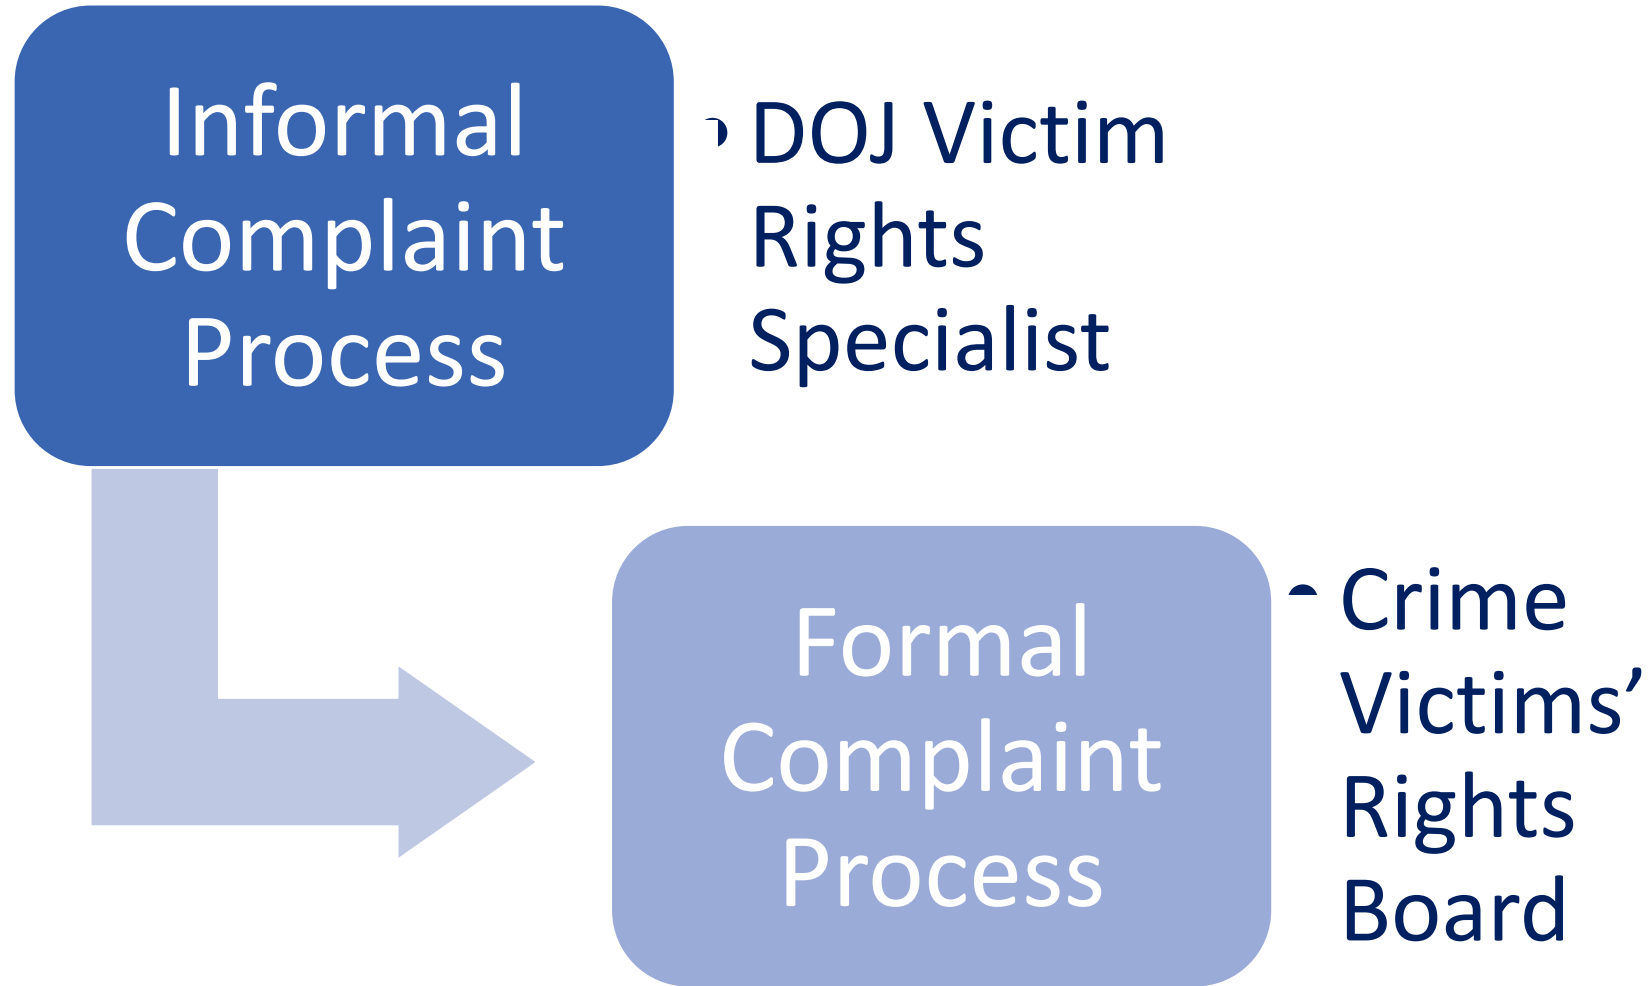 Informal
Complaint
Process
• DOJ Victim
Rights
Specialist
Formal
Complaint
Process
• Crime
Victims’
Rights
Board